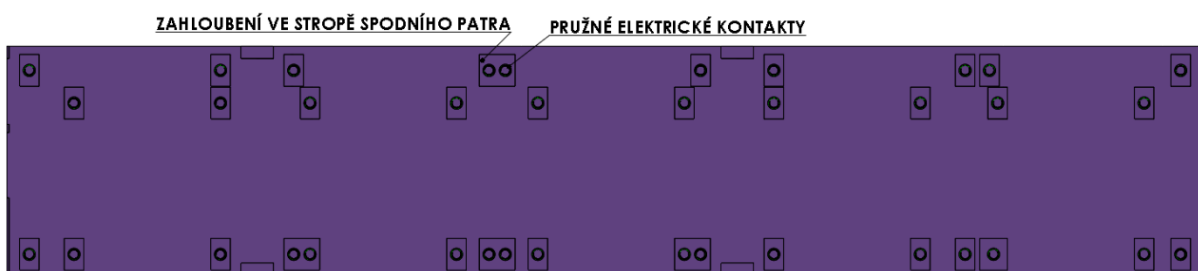 ZAHLOUBENÍ VE STROPĚ SPODNÍHO PATRA
PRUŽNÉ ELEKTRICKÉ KONTAKTY